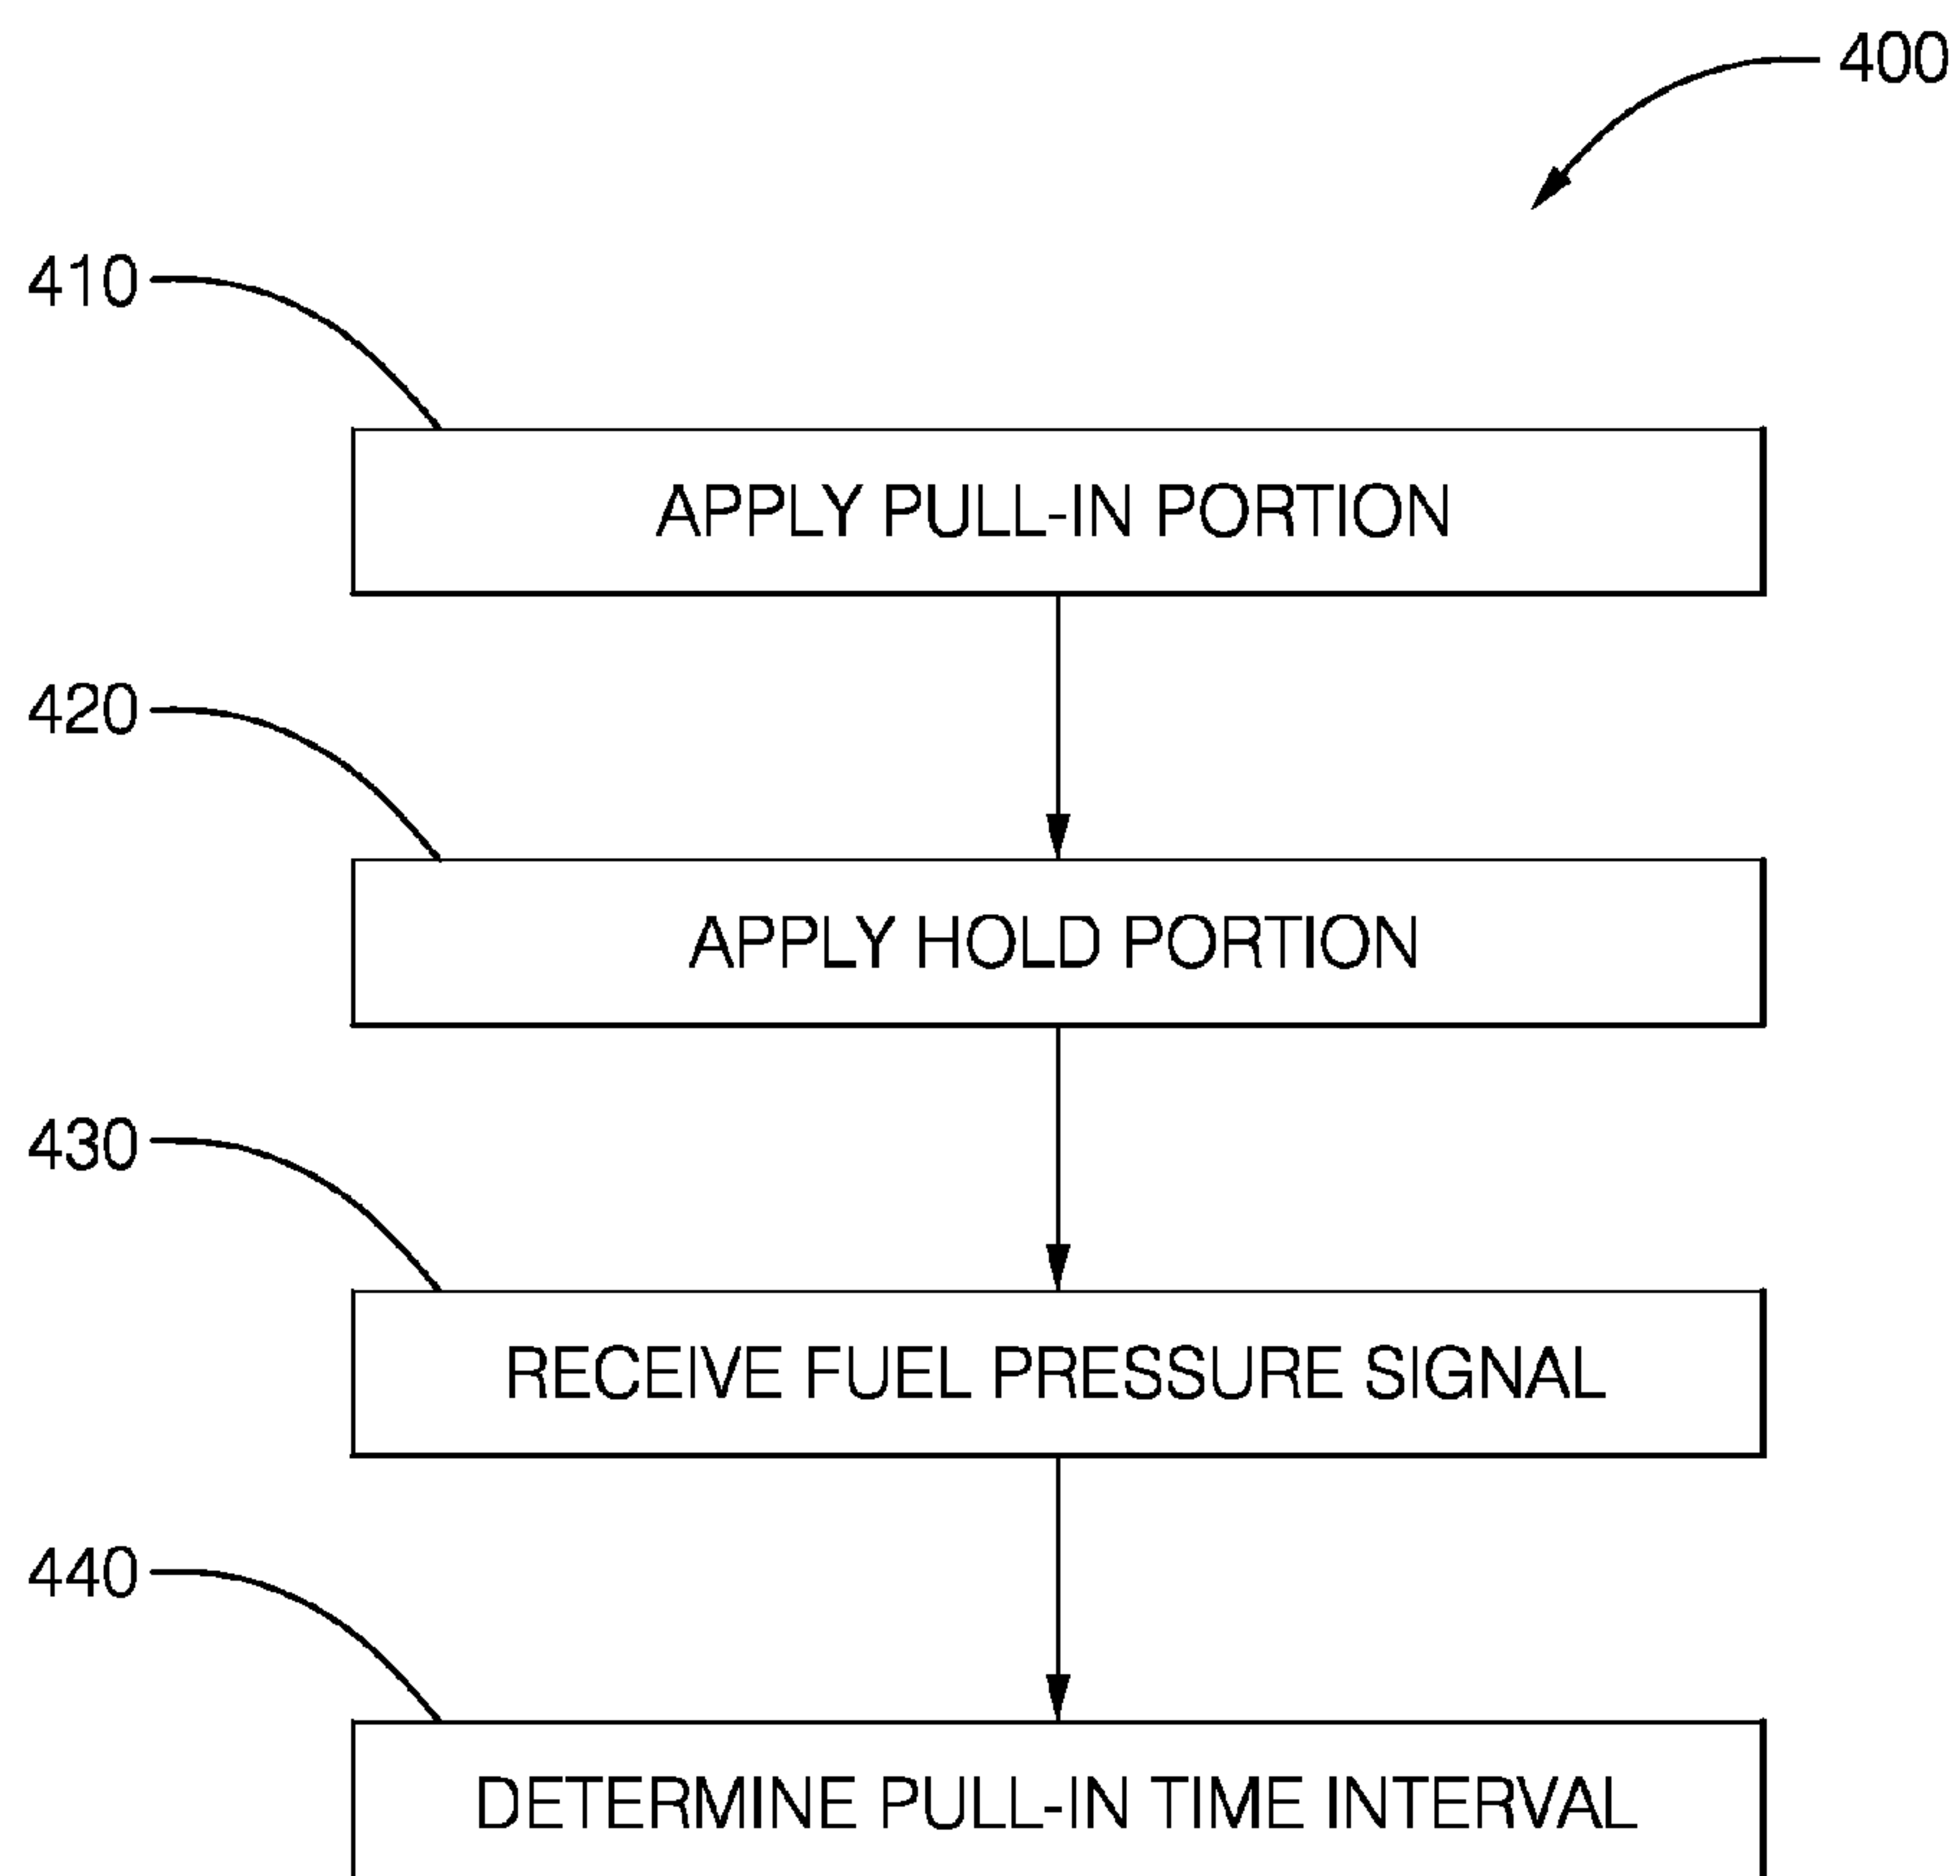 400
410
APPLY PULL-IN PORTION
420
APPLY HOLD PORTION
430
RECEIVE FUEL PRESSURE SIGNAL
440
DETERMINE PULL-IN TIME INTERVAL